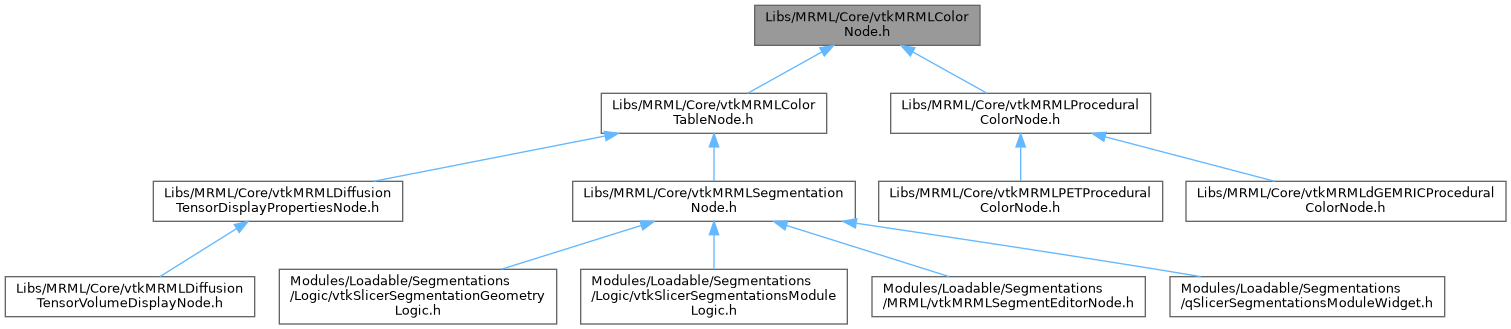 Libs/MRML/Core/vtkMRMLColor
Node.h
Libs/MRML/Core/vtkMRMLColor
TableNode.h
Libs/MRML/Core/vtkMRMLProcedural
ColorNode.h
Libs/MRML/Core/vtkMRMLDiffusion
TensorDisplayPropertiesNode.h
Libs/MRML/Core/vtkMRMLSegmentation
Node.h
Libs/MRML/Core/vtkMRMLPETProcedural
ColorNode.h
Libs/MRML/Core/vtkMRMLdGEMRICProcedural
ColorNode.h
Libs/MRML/Core/vtkMRMLDiffusion
TensorVolumeDisplayNode.h
Modules/Loadable/Segmentations
/Logic/vtkSlicerSegmentationGeometry
Logic.h
Modules/Loadable/Segmentations
/Logic/vtkSlicerSegmentationsModule
Logic.h
Modules/Loadable/Segmentations
/MRML/vtkMRMLSegmentEditorNode.h
Modules/Loadable/Segmentations
/qSlicerSegmentationsModuleWidget.h